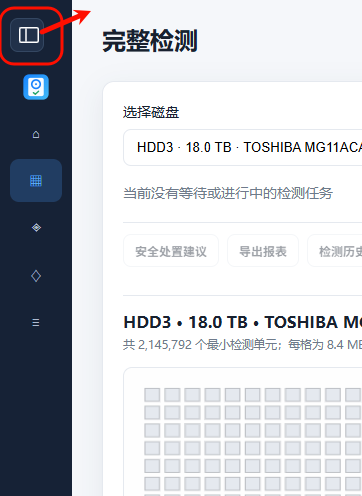 完整检测
选择磁盘
HDD3 · 18.0 TB · TOSHIBA MG11ACA
当前没有等待或进行中的检测任务
安全处置建议
导出报表
检测历史
HDD3 • 18.0 TB • TOSHIBA MG
共 2,145,792 个最小检测单元；每格为 8.4 ME